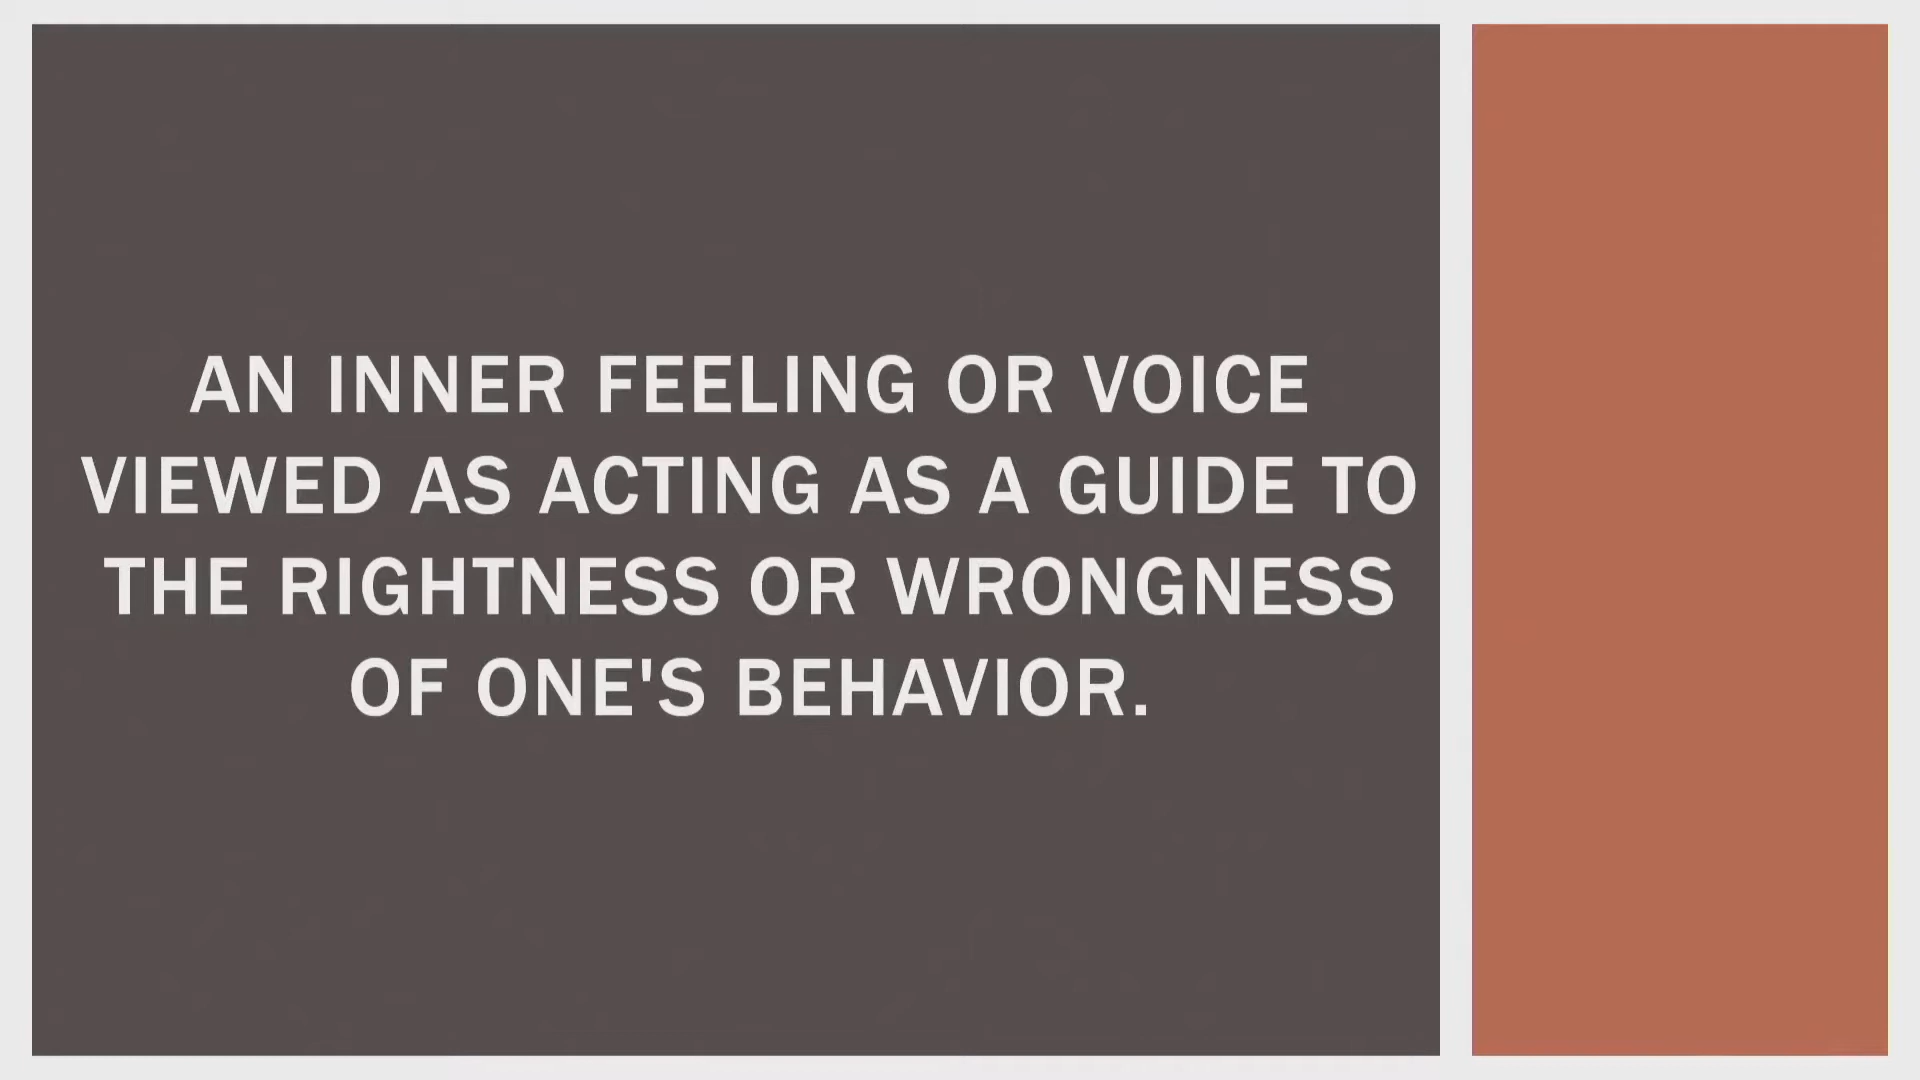 AN INNER FEELING OR VOICE
VIEWED AS ACTING AS A GUIDE TO
THE RIGHTNESS OR WRONGNESS
OF ONE'S BEHAVIOR.